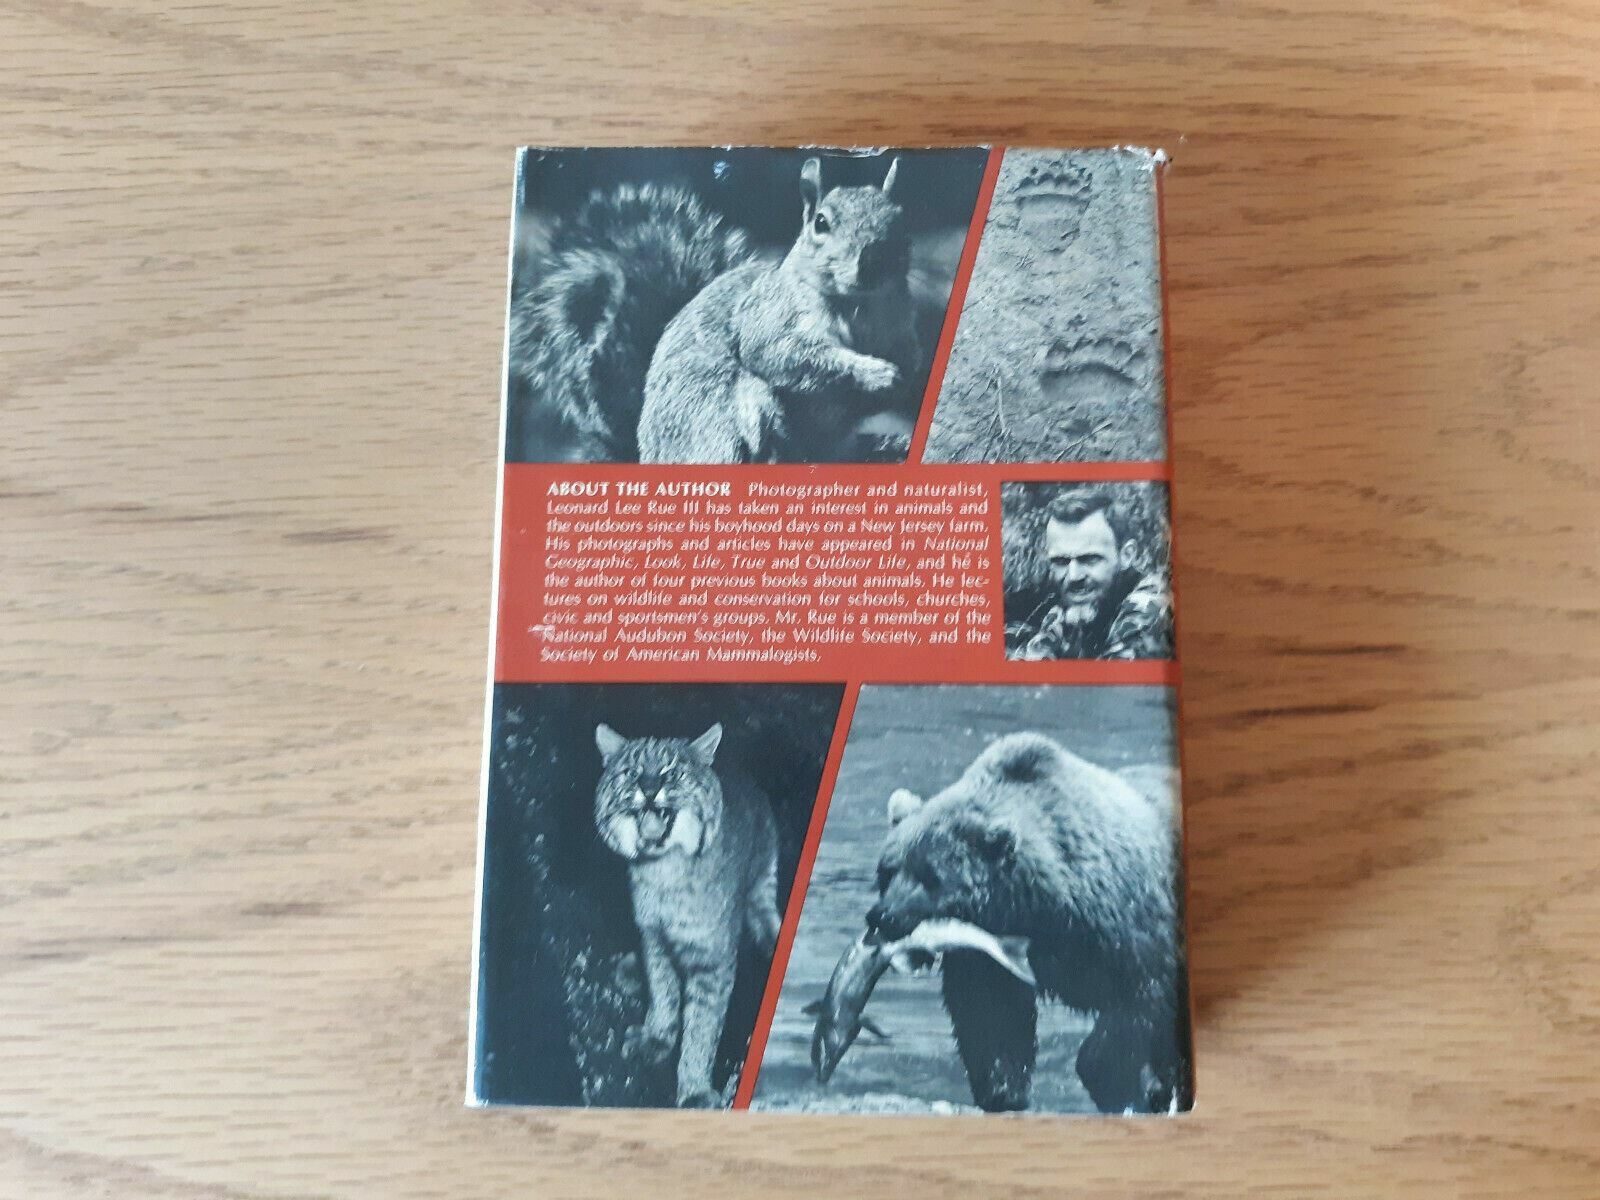 ABOUT THE AUTHOR Photographer and naturalist,
Leonard Lee Rue III has taken an interest in animals and
the outdoors since his boyhood days on a New Jersey farm.
His photographs and articles have appeared in National
Geographic, Look, Life, True and Outdoor Life, and he is
the author of four previous books about animals. He lec-
tures on wildlife and conservation for schools, churches,
civic and sportsmen's groups. Mr. Rue is a member of the
National Audubon Society, the Wildlife Society, and the
Society of American Mammalogists.